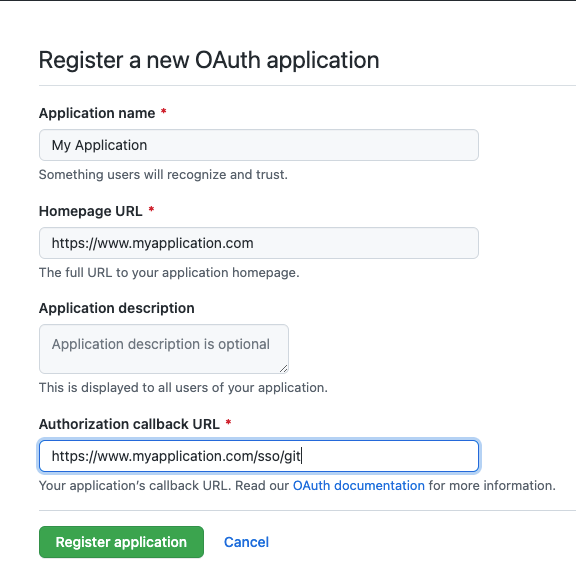 Register a new OAuth application
Application name *
My Application
Something users will recognize and trust.
Homepage URL *
https://www.myapplication.com
The full URL to your application homepage.
Application description
Application description is optional
This is displayed to all users of your application.
Authorization callback URL *
https://www.myapplication.com/sso/git
Your application’s callback URL. Read our OAuth documentation for more information.
Register application Cancel